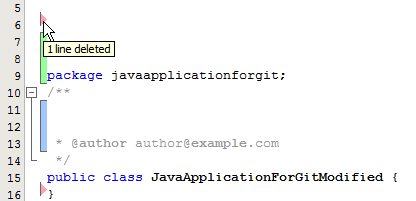 5
6
1 line deleted
9 package javaapplicationforgit;
10 /**
11
12
13 * @author author@example.com
14 */
15 public class JavaApplicationForGitModified {
16 }